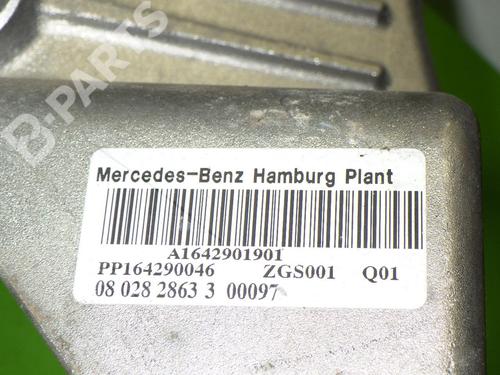 B-PARTS
Mercedes-Benz Hamburg Plant
A1642901901
PP164290046 ZGS001 Q01
08 028 2863 3 00097